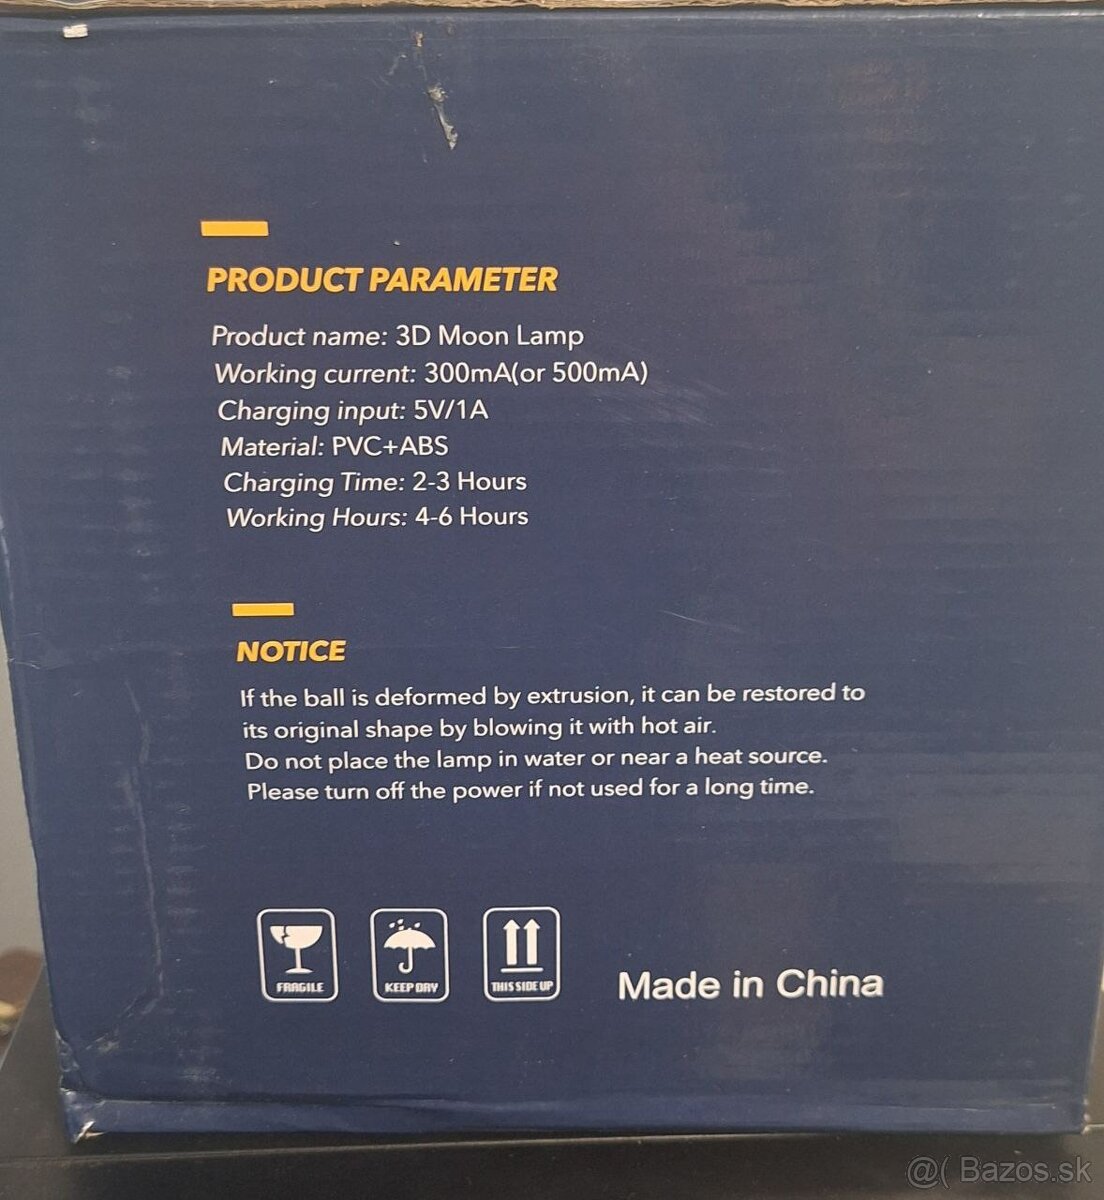 PRODUCT PARAMETER
Product name: 3D Moon Lamp
Working current: 300mA(or 500mA)
Charging input: 5V/1A
Material: PVC+ABS
Charging Time: 2-3 Hours
Working Hours: 4-6 Hours
NOTICE
If the ball is deformed by extrusion, it can be restored to
its original shape by blowing it with hot air.
Do not place the lamp in water or near a heat source.
Please turn off the power if not used for a long time.
FRAGILE
KEEP DRY
THIS SIDE UP
Made in China
@( Bazos.sk